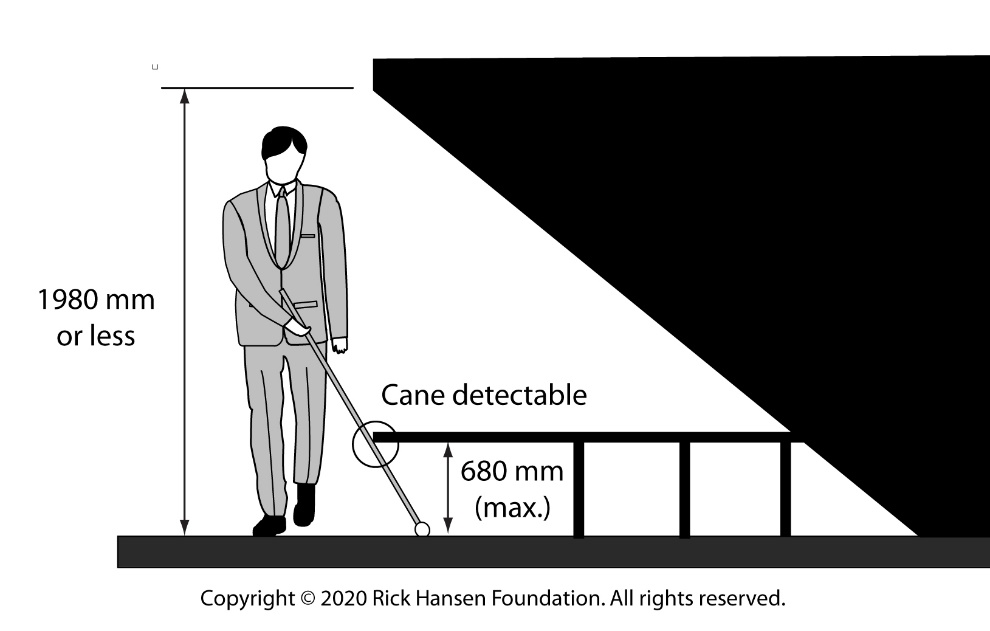 1980 mm
or less
Cane detectable
680 mm
(max.)
Copyright © 2020 Rick Hansen Foundation. All rights reserved.